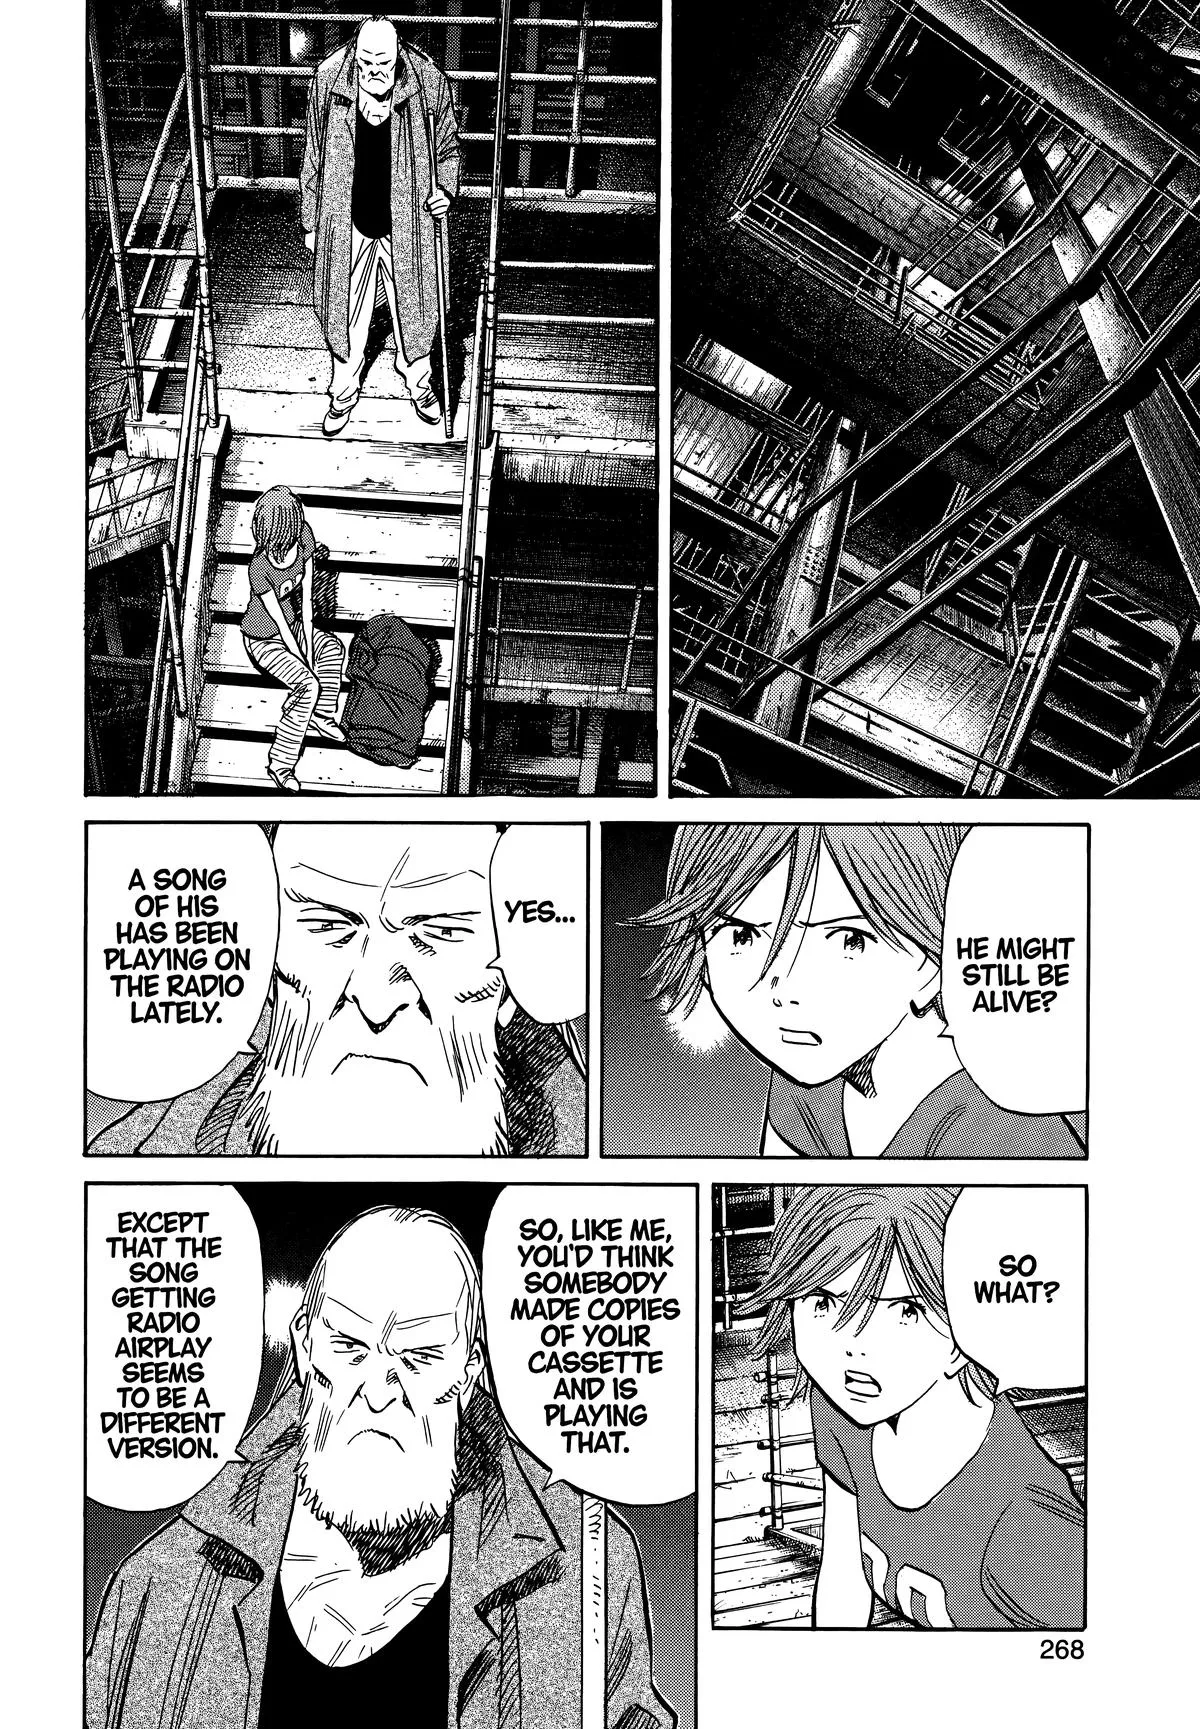 HE MIGHT
STILL BE
ALIVE?
YES...
A SONG
OF HIS
HAS BEEN
PLAYING ON
THE RADIO
LATELY.
SO
WHAT?
SO, LIKE ME,
YOU'D THINK
SOMEBODY
MADE COPIES
OF YOUR
CASSETTE
AND IS
PLAYING
THAT.
EXCEPT
THAT THE
SONG
GETTING
RADIO
AIRPLAY
SEEMS
TO BE A
DIFFERENT
VERSION.
268